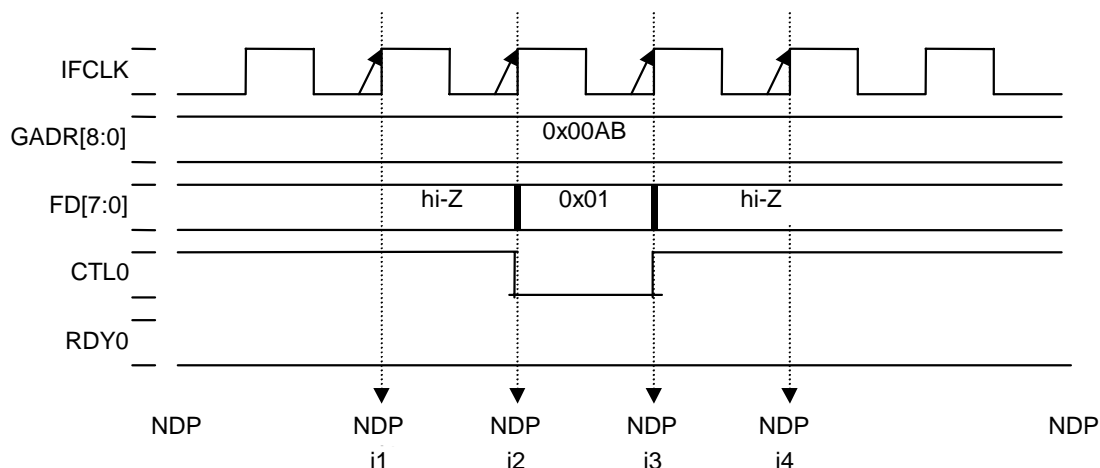 IFCLK
GADR[8:0]
0x00AB
FD[7:0]
hi-Z
0x01
hi-Z
CTL0
RDY0
NDP NDP NDP NDP NDP NDP
i1 i2 i3 i4